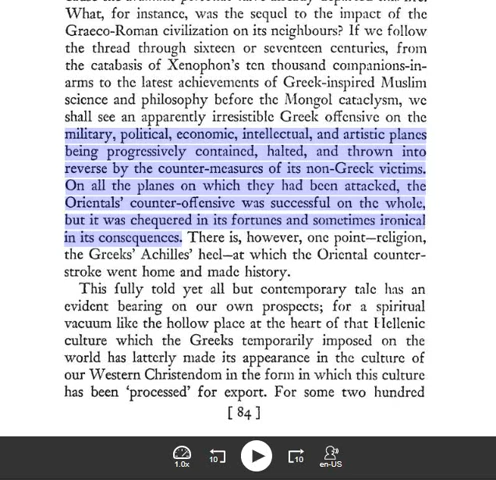 What, for instance, was the sequel to the impact of the
Graeco-Roman civilization on its neighbours? If we follow
the thread through sixteen or seventeen centuries, from
the catabasis of Xenophon's ten thousand companions-in-
arms to the latest achievements of Greek-inspired Muslim
science and philosophy before the Mongol cataclysm, we
shall see an apparently irresistible Greek offensive on the
military, political, economic, intellectual, and artistic planes
being progressively contained, halted, and thrown into
reverse by the counter-measures of its non-Greek victims.
On all the planes on which they had been attacked, the
Orientals' counter-offensive was successful on the whole,
but it was chequered in its fortunes and sometimes ironical
in its consequences. There is, however, one point—religion,
the Greeks' Achilles' heel—at which the Oriental counter-
stroke went home and made history.
This fully told yet all but contemporary tale has an
evident bearing on our own prospects; for a spiritual
vacuum like the hollow place at the heart of that Hellenic
culture which the Greeks temporarily imposed on the
world has latterly made its appearance in the culture of
our Western Christendom in the form in which this culture
has been 'processed' for export. For some two hundred
[ 84 ]
1.0x
10
10
en-US